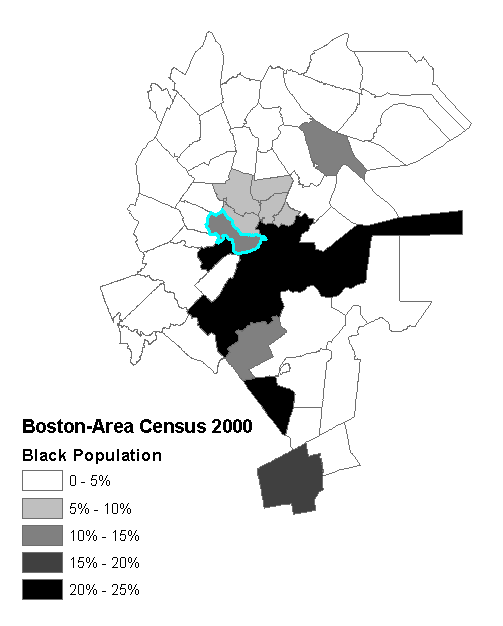 Boston-Area Census 2000
Black Population
0 - 5%
5% - 10%
10% - 15%
15% - 20%
20% - 25%